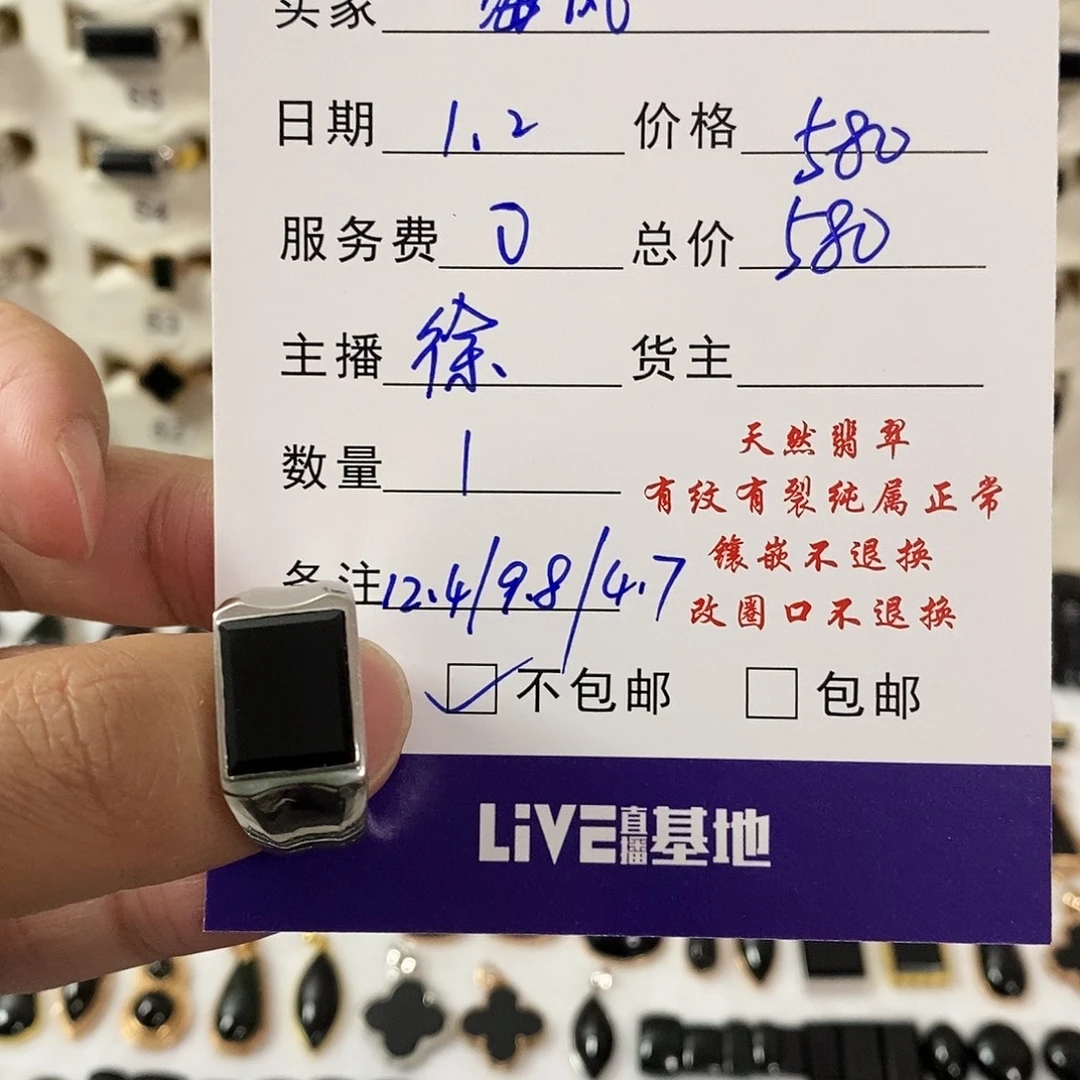 买家
日期 1.2 价格 580
服务费 0 总价 580
主播 徐 货主
数量 1
天然翡翠
有纹有裂纯属正常
镶嵌不退换
改圈口不退换
备注 12.4/9.8/4.7
不包邮 包邮
LiVE直播基地